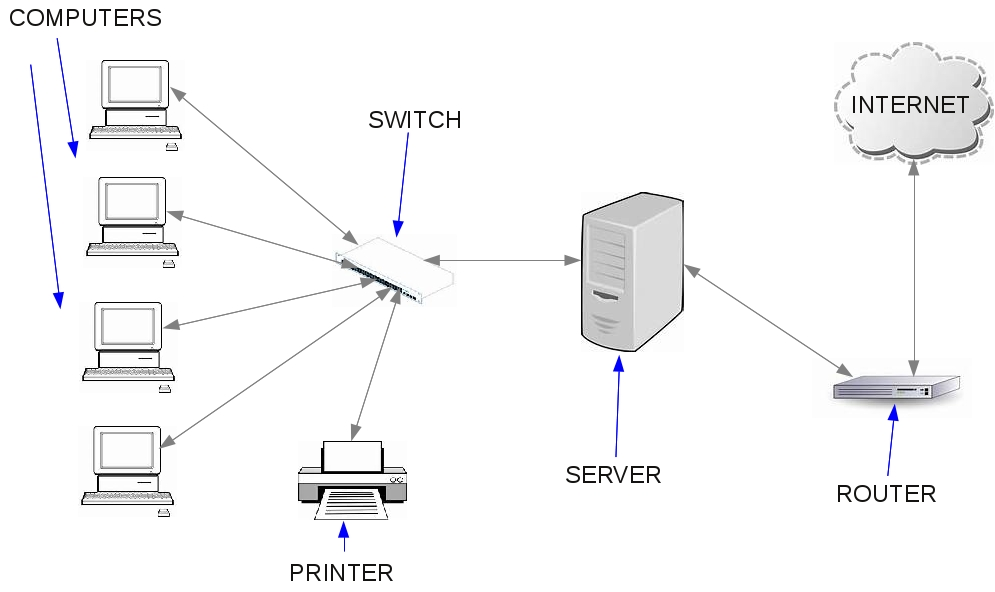 COMPUTERS
SWITCH
INTERNET
SERVER
ROUTER
PRINTER